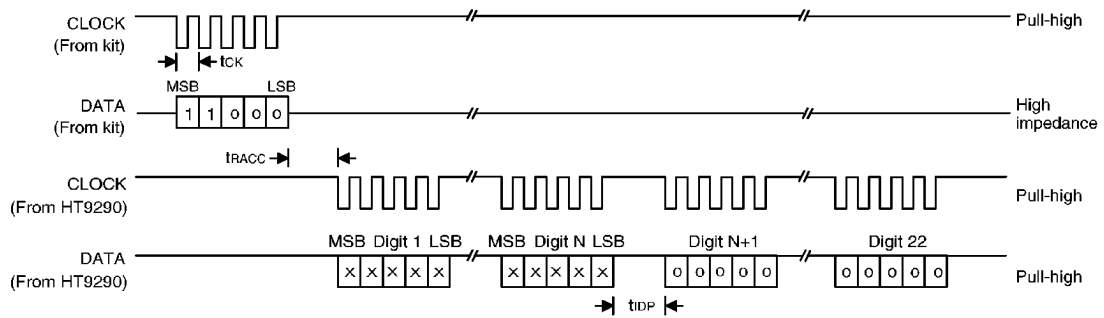 CLOCK
(From kit)
Pull-high
tCK
MSB LSB
DATA
(From kit)
1 1 0 0 0
High
impedance
tRACC
CLOCK
(From HT9290)
Pull-high
MSB Digit 1 LSB MSB Digit N LSB Digit N+1 Digit 22
DATA
(From HT9290)
x x x x x x x x x x 0 0 0 0 0 0 0 0 0 0
Pull-high
tIDP